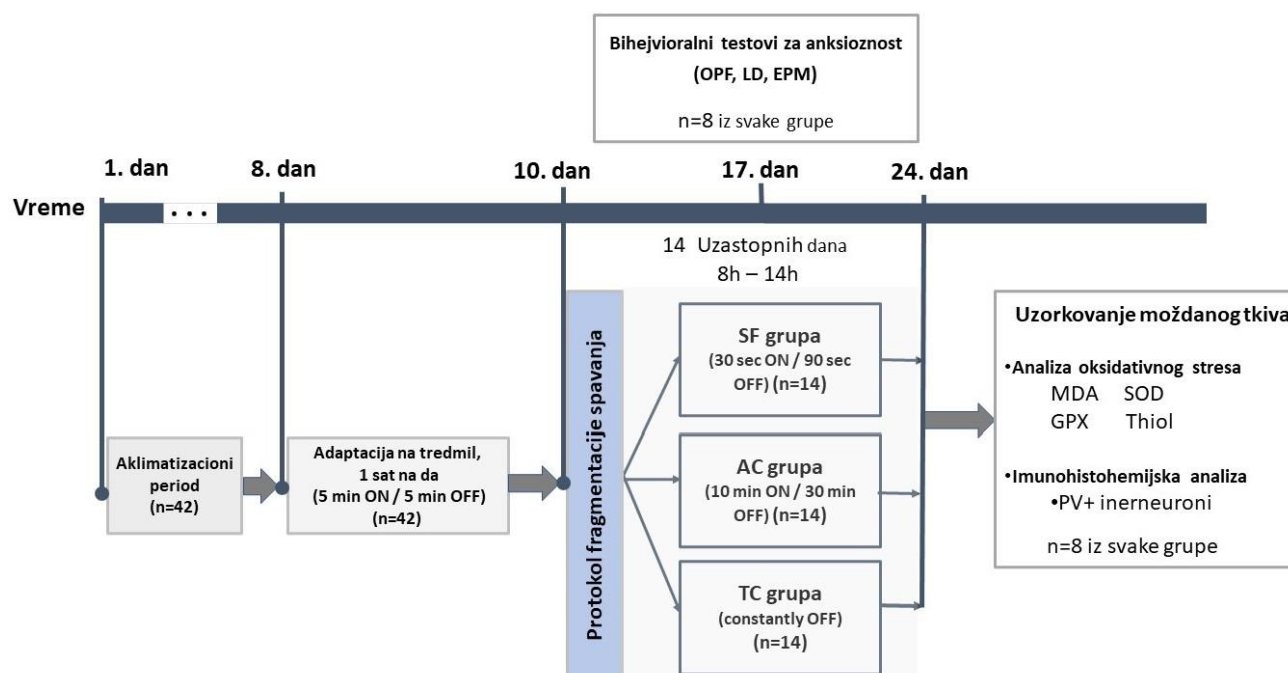 Bihejvioralni testovi za anksioznost
(OPF, LD, EPM)
n=8 iz svake grupe
1. dan
8. dan
10. dan
17. dan
24. dan
Vreme
...
14 Uzastopnih dana
8h – 14h
Aklimatizacioni
period
(n=42)
Adaptacija na tredmil,
1 sat na da
(5 min ON / 5 min OFF)
(n=42)
Protokol fragmentacije spavanja
SF grupa
(30 sec ON / 90 sec
OFF) (n=14)
AC grupa
(10 min ON / 30 min
OFF) (n=14)
TC grupa
(constantly OFF)
(n=14)
Uzorkovanje moždanog tkiva
•Analiza oksidativnog stresa
MDA SOD
GPX Thiol
•Imunohistohemijska analiza
•PV+ inerneuroni
n=8 iz svake grupe